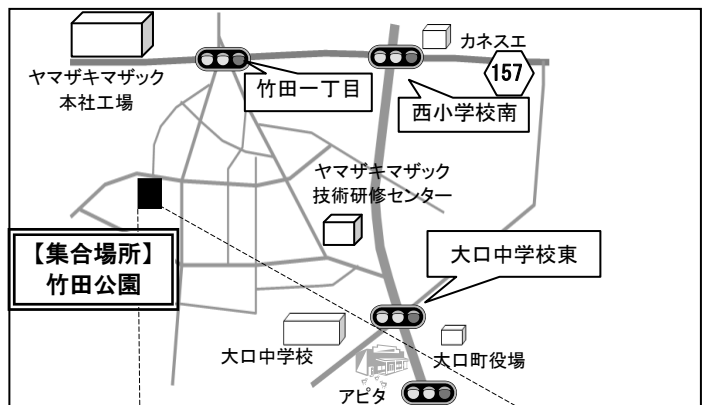 カネスエ
157
ヤマザキマザック
本社工場
竹田一丁目
西小学校南
ヤマザキマザック
技術研修センター
【集合場所】
竹田公園
大口中学校東
大口中学校
大口町役場
アピタ